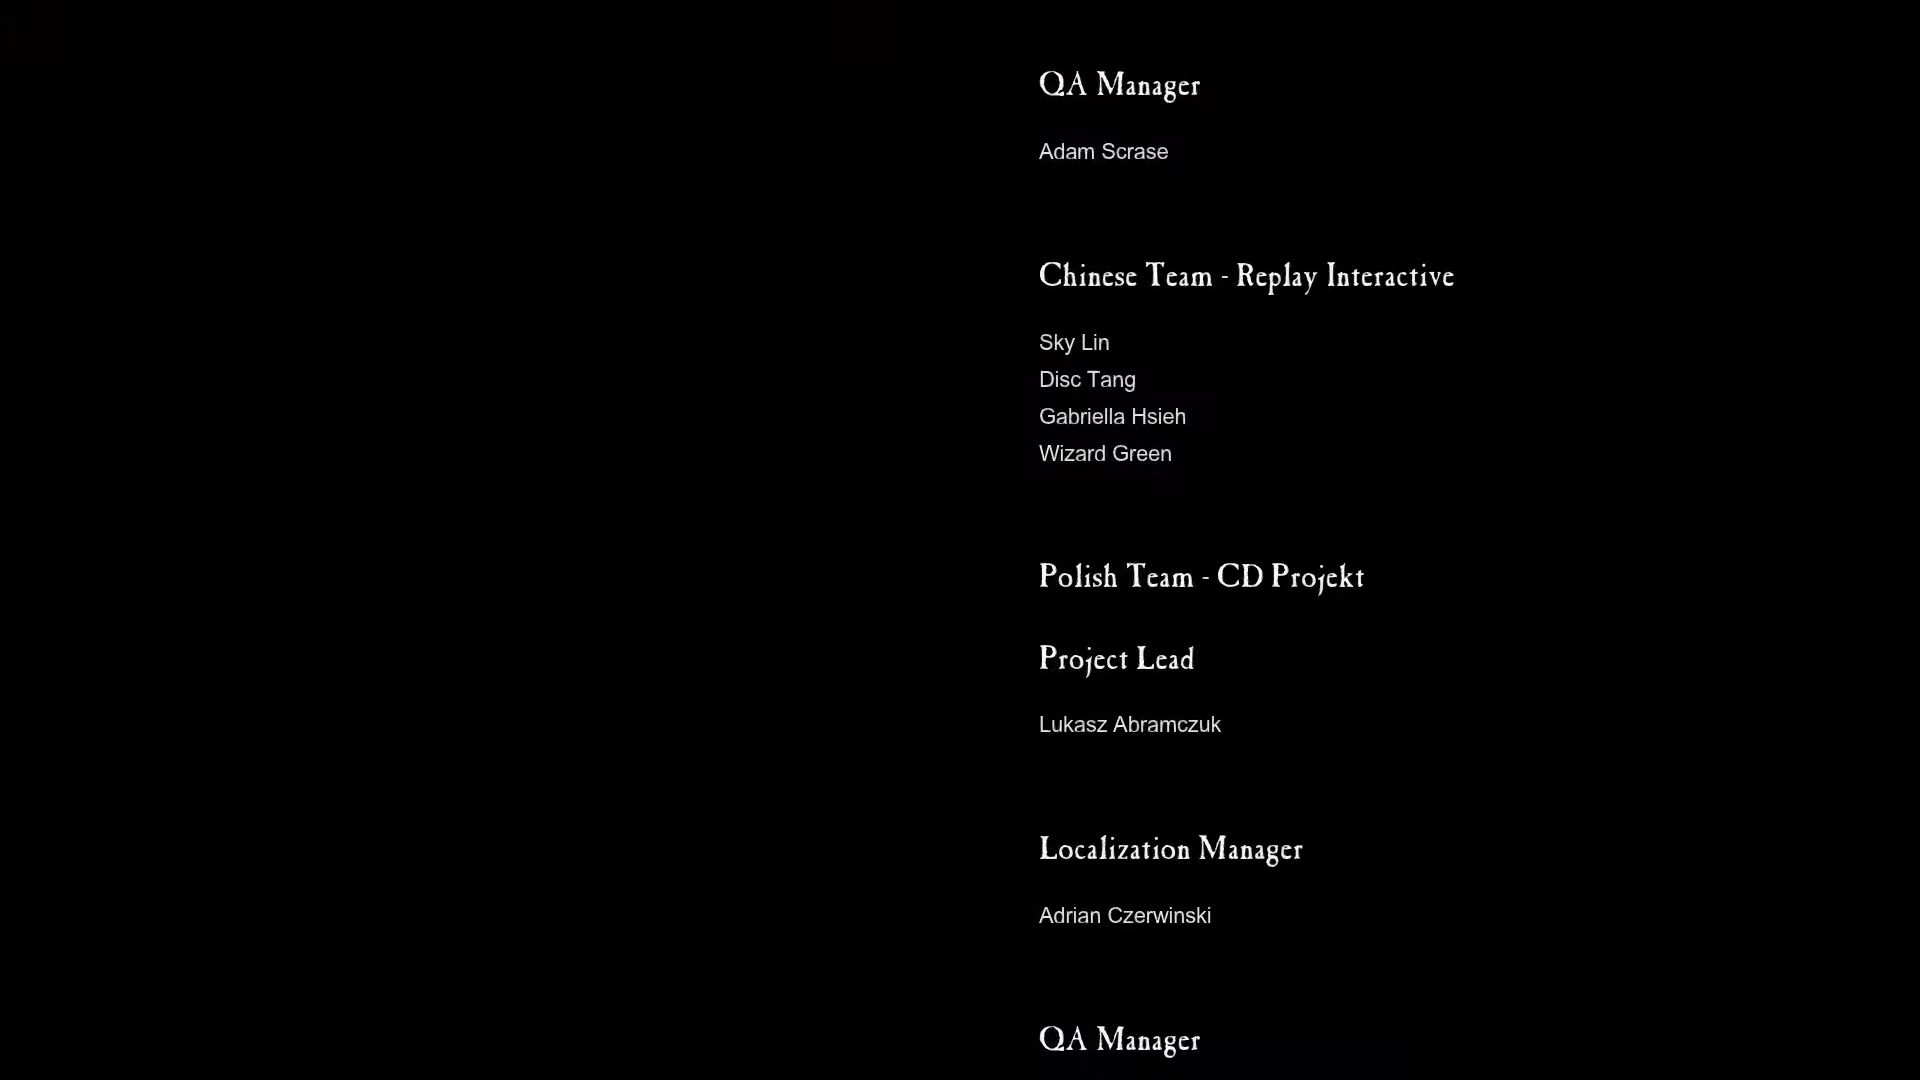 QA Manager
Adam Scrase
Chinese Team - Replay Interactive
Sky Lin
Disc Tang
Gabriella Hsieh
Wizard Green
Polish Team - CD Projekt
Project Lead
Lukasz Abramczuk
Localization Manager
Adrian Czerwinski
QA Manager